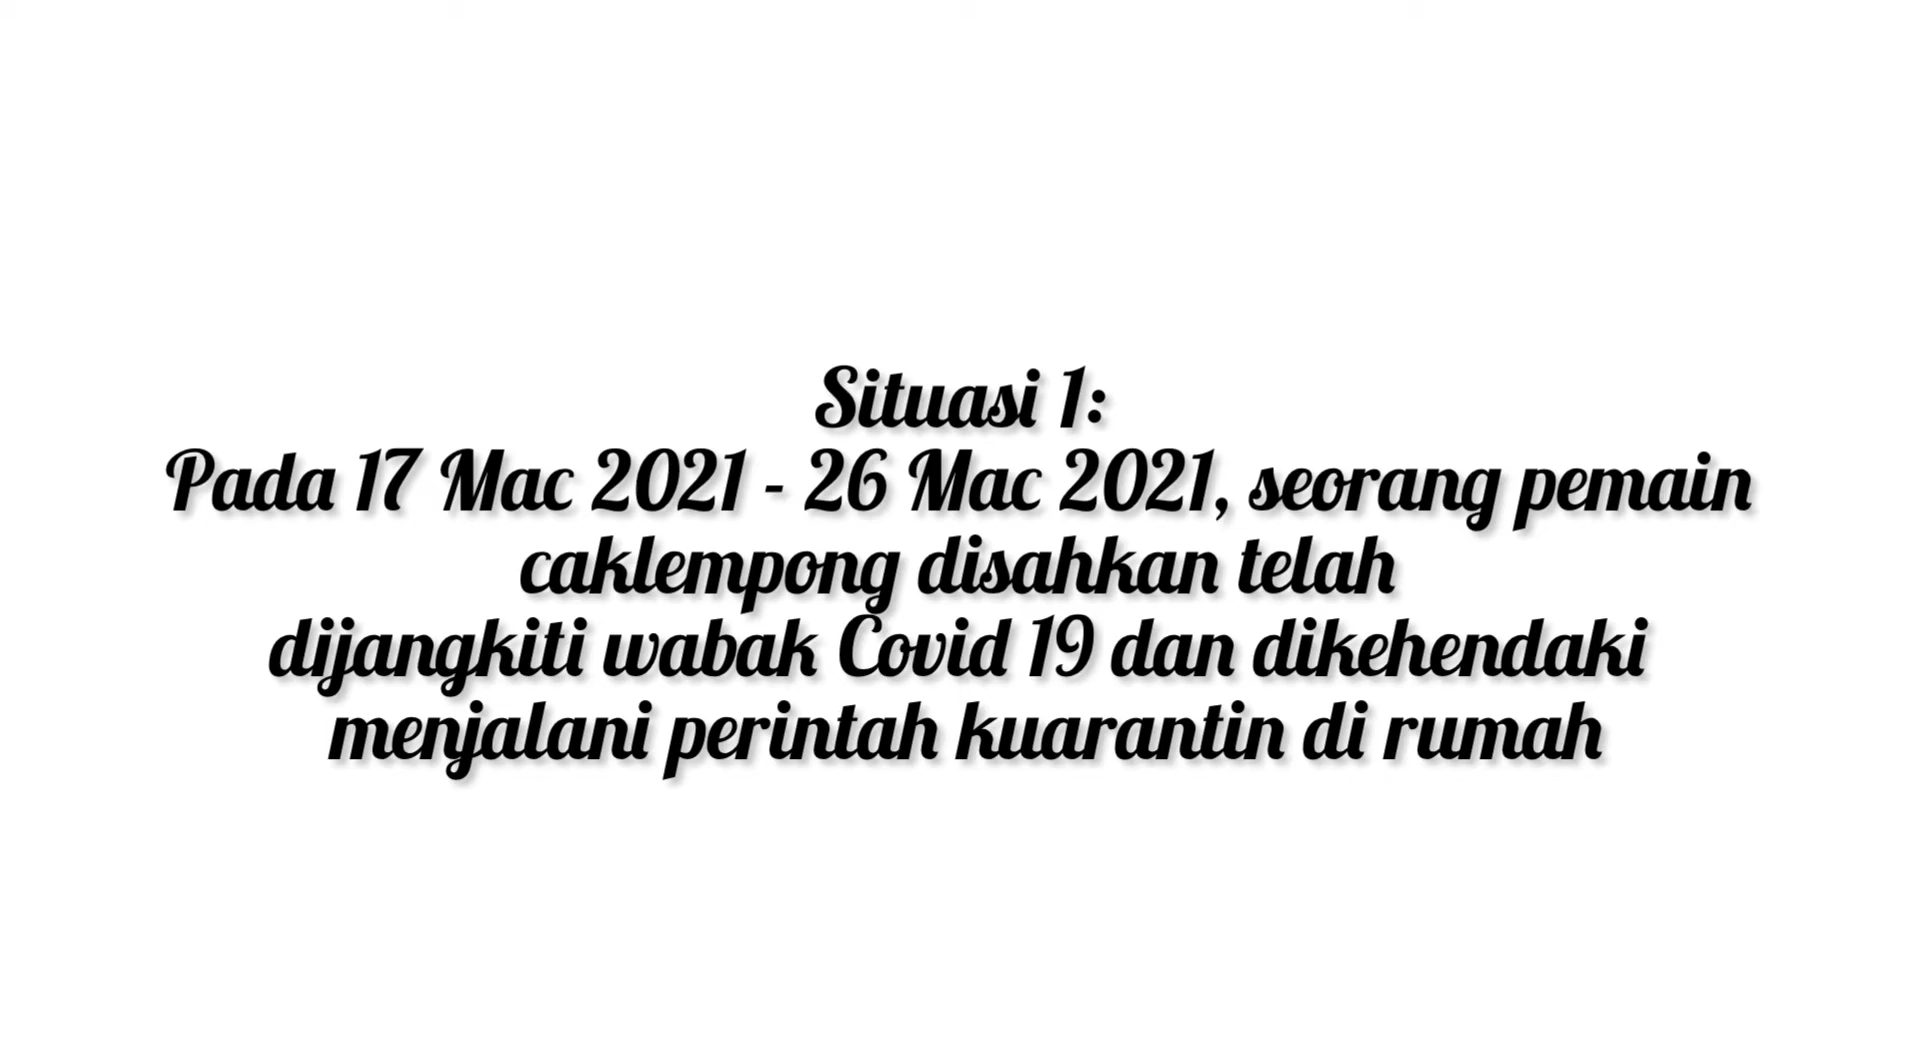 Situasi 1:
Pada 17 Mac 2021 - 26 Mac 2021, seorang pemain
caklempong disahkan telah
dijangkiti wabak Covid 19 dan dikehendaki
menjalani perintah kuarantin di rumah